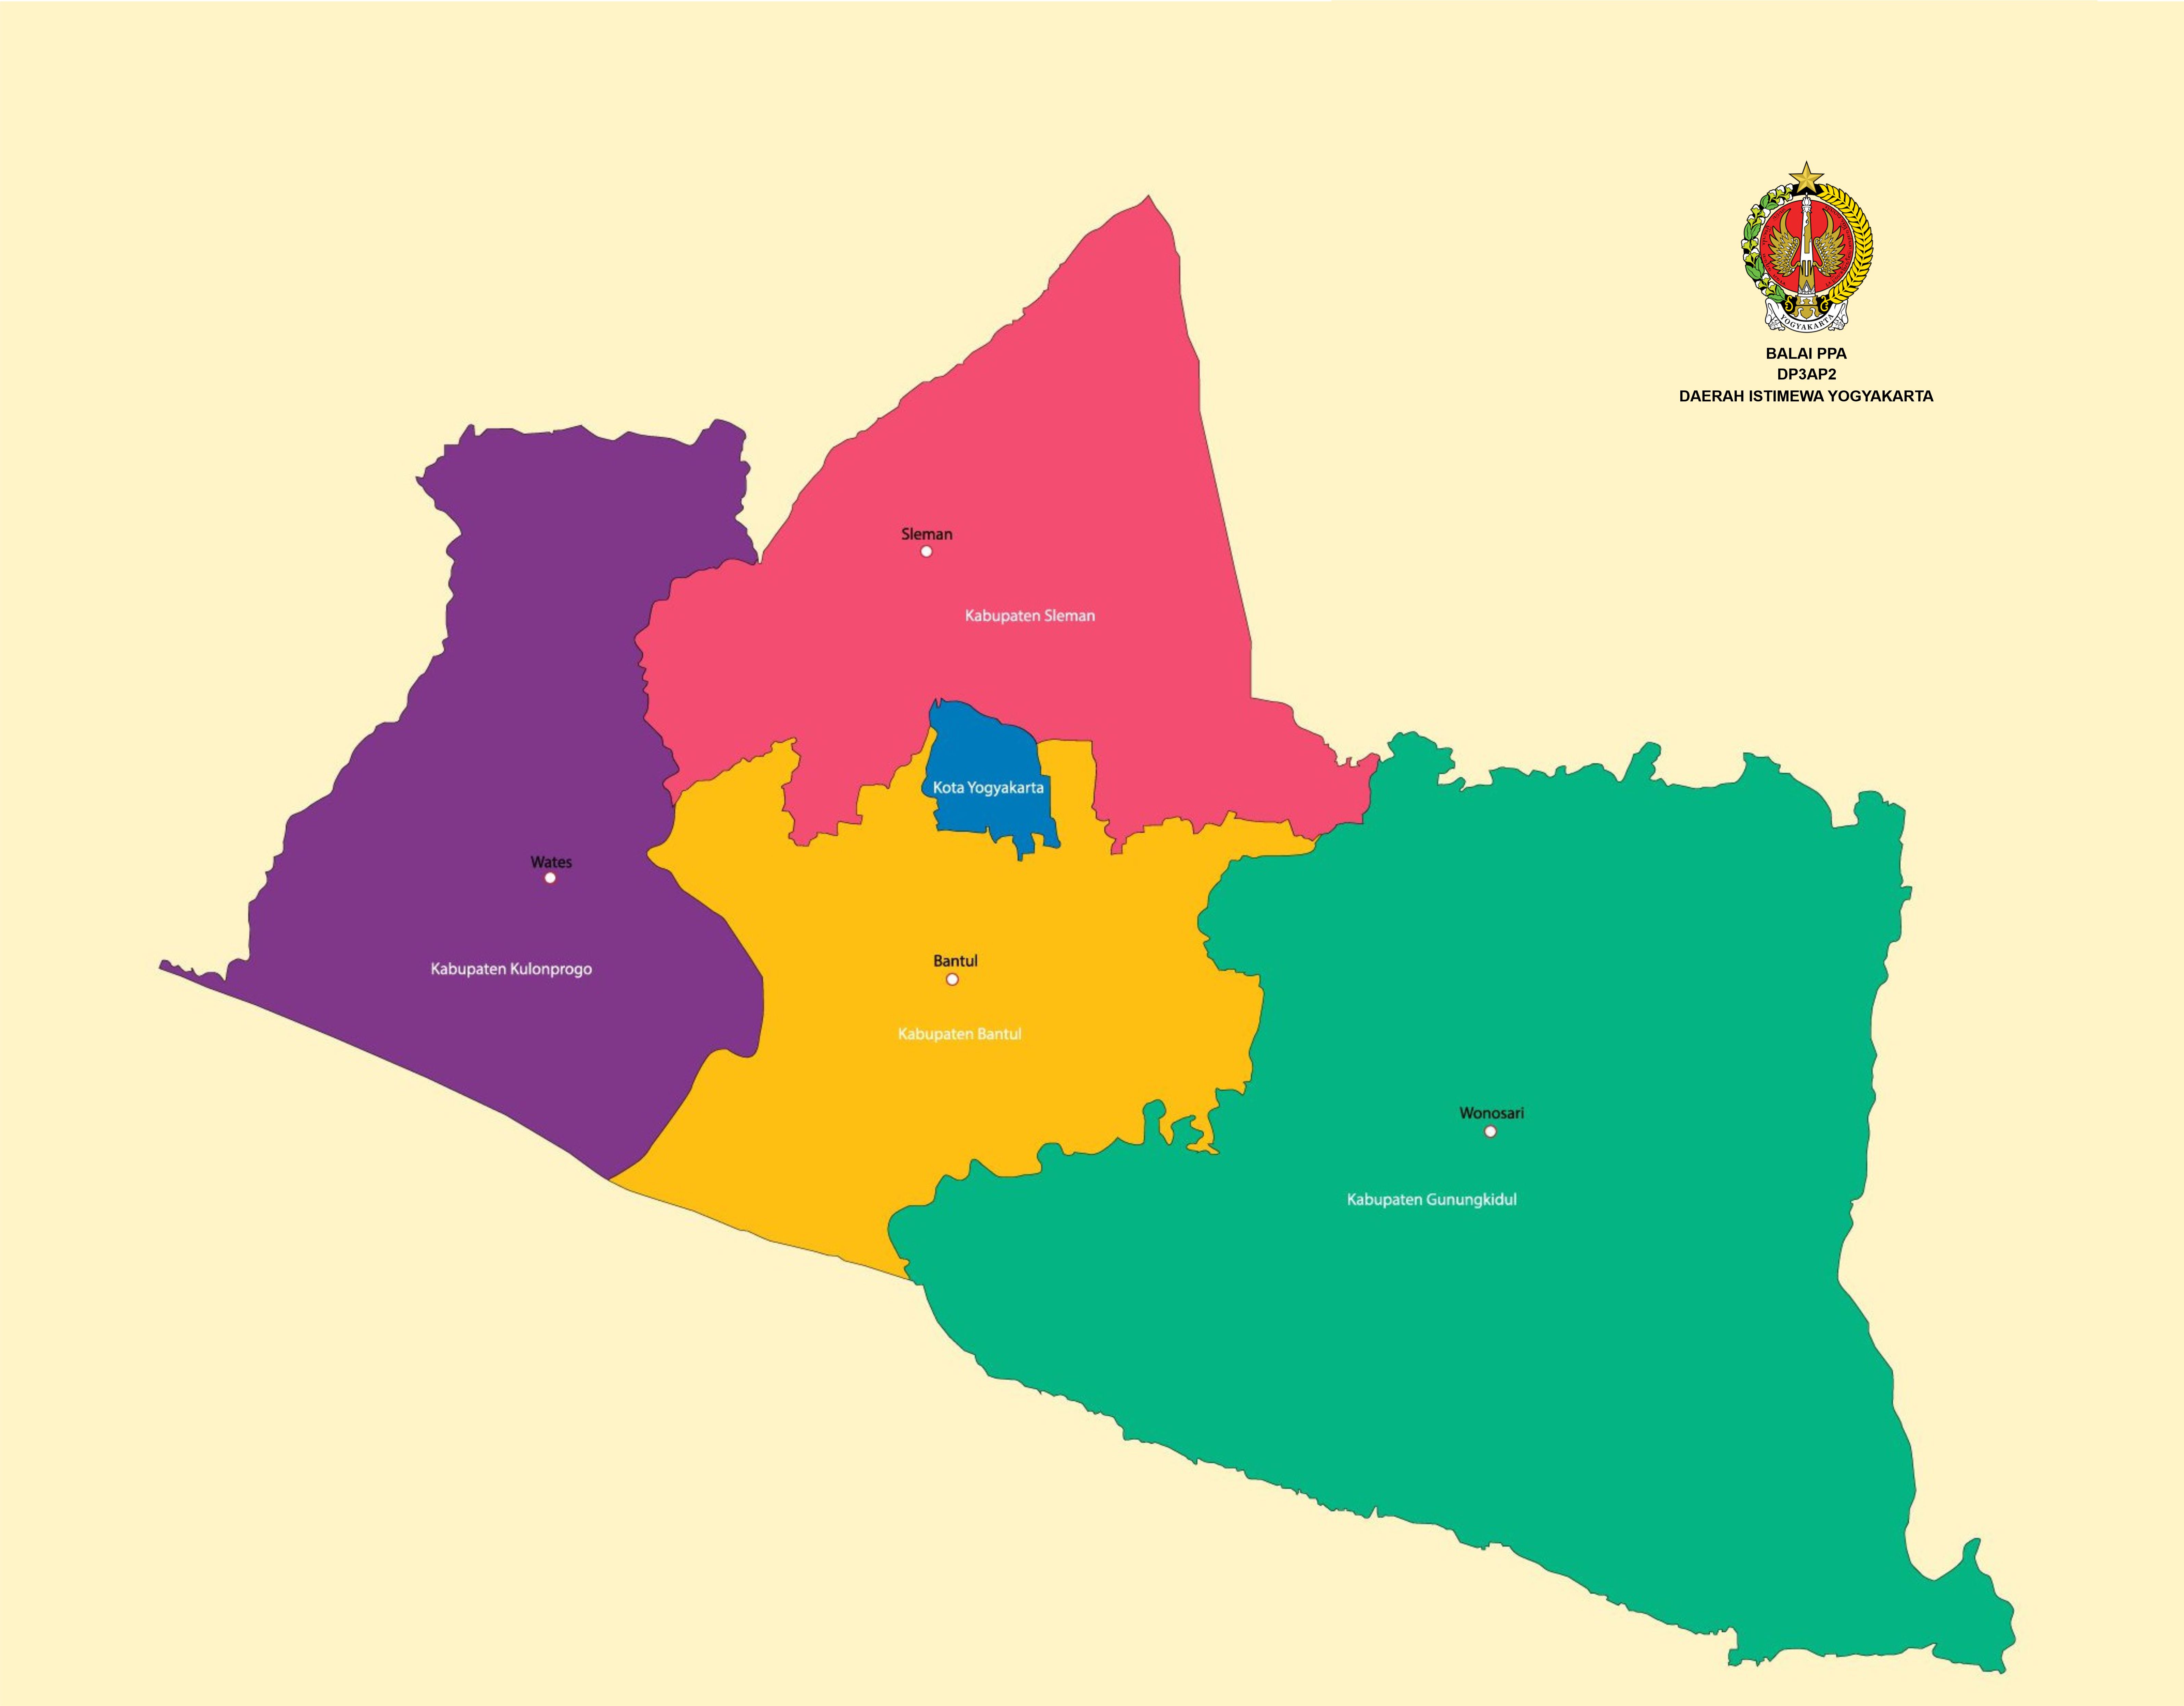 YOGYAKARTA
BALAI PPA
DP3AP2
DAERAH ISTIMEWA YOGYAKARTA
Sleman
Kabupaten Sleman
Kota Yogyakarta
Wates
Kabupaten Kulonprogo
Bantul
Kabupaten Bantul
Wonosari
Kabupaten Gunungkidul